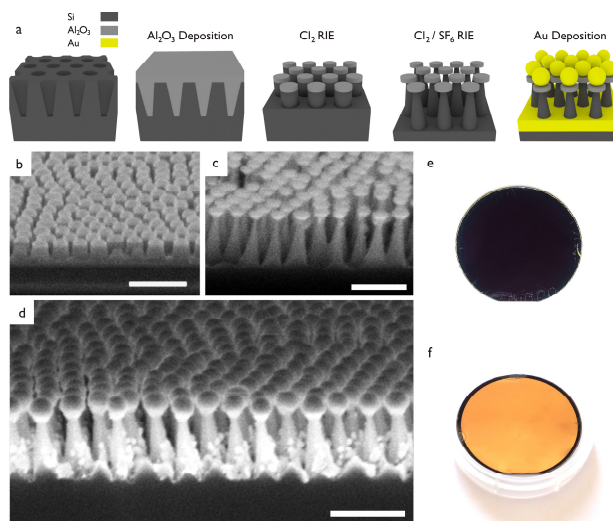 Si
Al₂O₃
Au
a
Al₂O₃ Deposition
Cl₂ RIE
Cl₂ / SF₆ RIE
Au Deposition
b
c
e
d
f